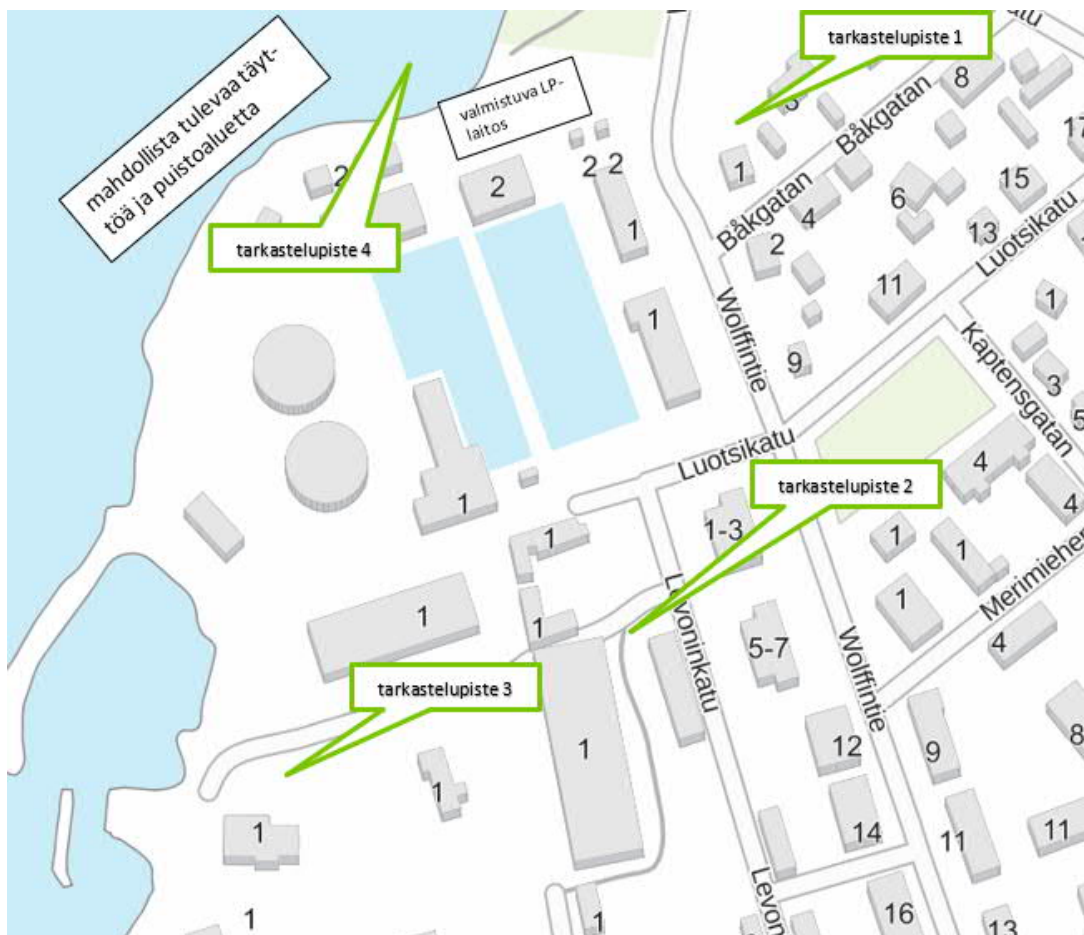 tarkastelupiste 1
mahdollista tulevaa täyt-
töä ja puistoaluetta
valmistuva LP-
laitos
8
Båkgatan
1
2
2
2 2
1
tarkastelupiste 4
15
6
4
Båkgatan
2
13
Luotsikatu
11
1
1
Wolffintie
9
Kaptensgatan
3
5
Luotsikatu
4
4
tarkastelupiste 2
1
1-3
1
1
1
Merimiehen
1
1
1
Levoninkatu
5-7
4
Wolffintie
tarkastelupiste 3
1
12
9
8
1
1
14
11
11
Levon
1
1
16
13